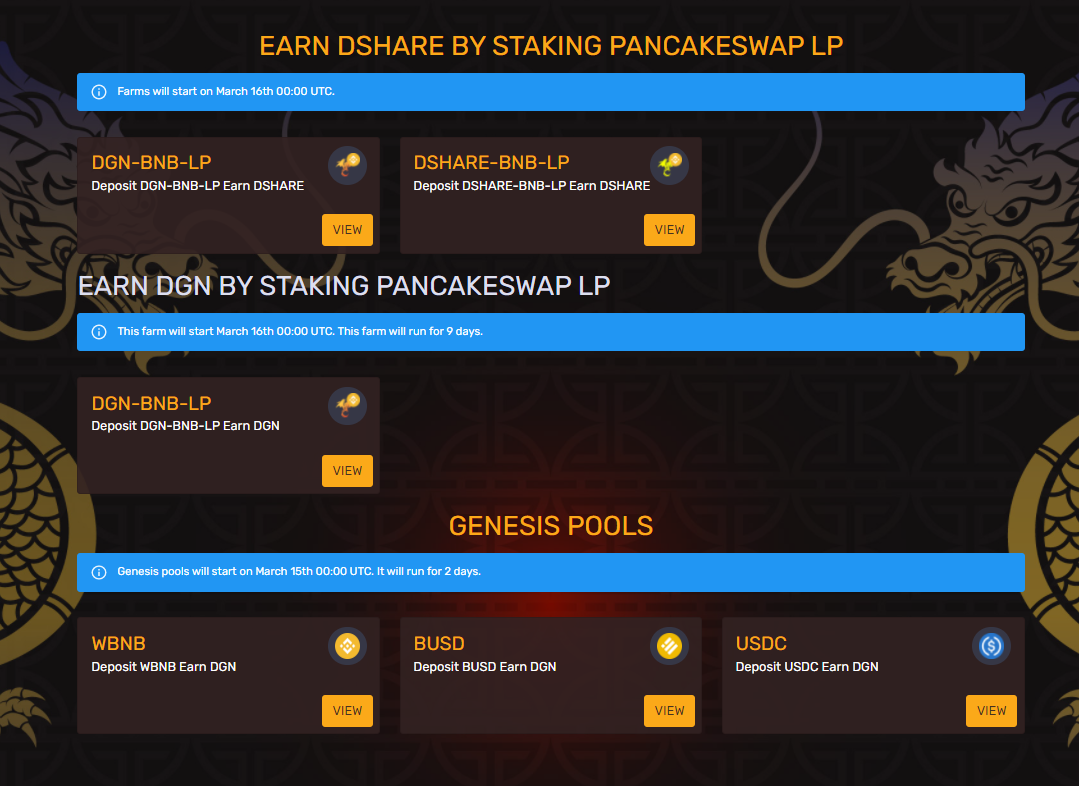 EARN DSHARE BY STAKING PANCAKESWAP LP
Farms will start on March 16th 00:00 UTC.
DGN-BNB-LP
Deposit DGN-BNB-LP Earn DSHARE
VIEW
DSHARE-BNB-LP
Deposit DSHARE-BNB-LP Earn DSHARE
VIEW
EARN DGN BY STAKING PANCAKESWAP LP
This farm will start March 16th 00:00 UTC. This farm will run for 9 days.
DGN-BNB-LP
Deposit DGN-BNB-LP Earn DGN
VIEW
GENESIS POOLS
Genesis pools will start on March 15th 00:00 UTC. It will run for 2 days.
WBNB
Deposit WBNB Earn DGN
VIEW
BUSD
Deposit BUSD Earn DGN
VIEW
USDC
Deposit USDC Earn DGN
VIEW